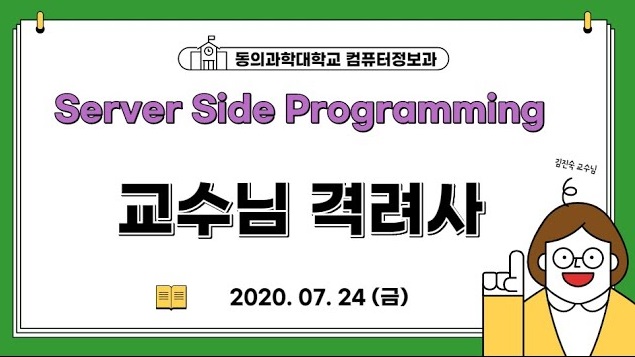 동의과학대학교 컴퓨터정보과
Server Side Programming
김진숙 교수님
교수님 격려사
2020. 07. 24 (금)